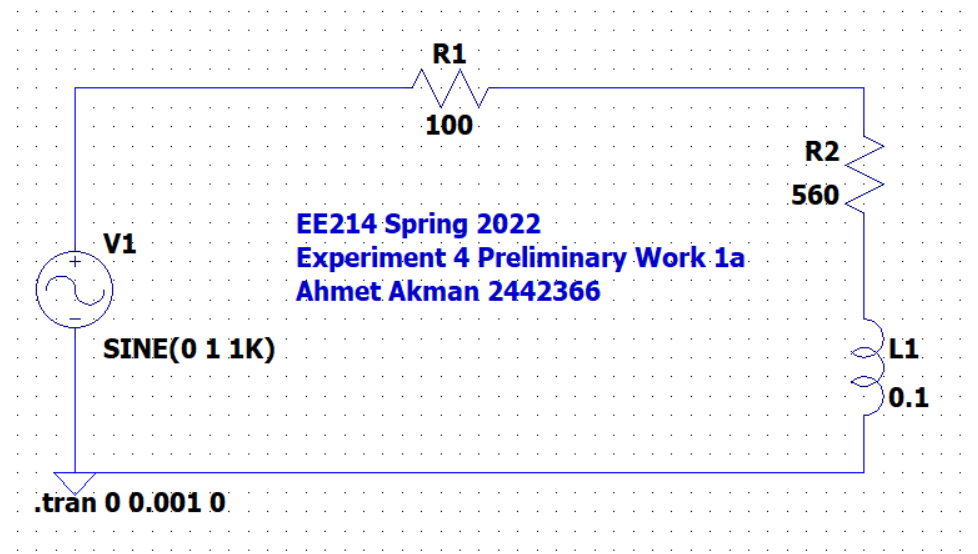 R1
100
R2
560
EE214 Spring 2022
Experiment 4 Preliminary Work 1a
Ahmet Akman 2442366
V1
+
SINE(0 1 1K)
L1
0.1
.tran 0 0.001 0